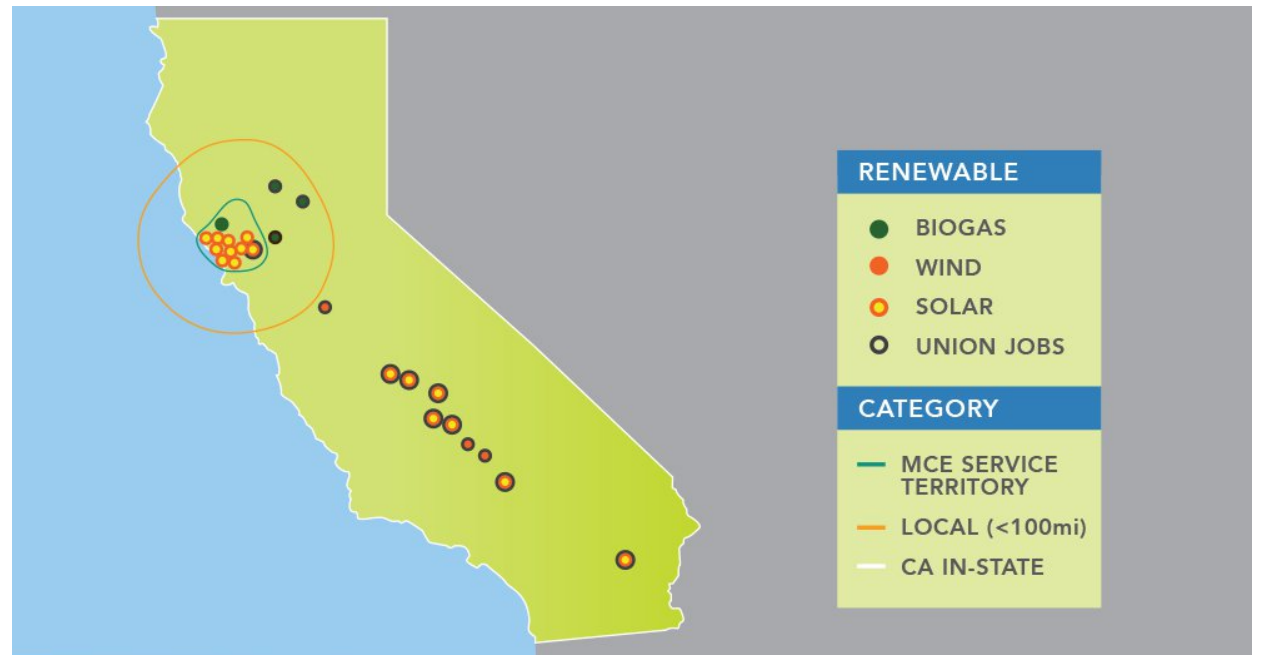 RENEWABLE
BIOGAS
WIND
SOLAR
UNION JOBS
CATEGORY
MCE SERVICE
TERRITORY
LOCAL (<100mi)
CA IN-STATE